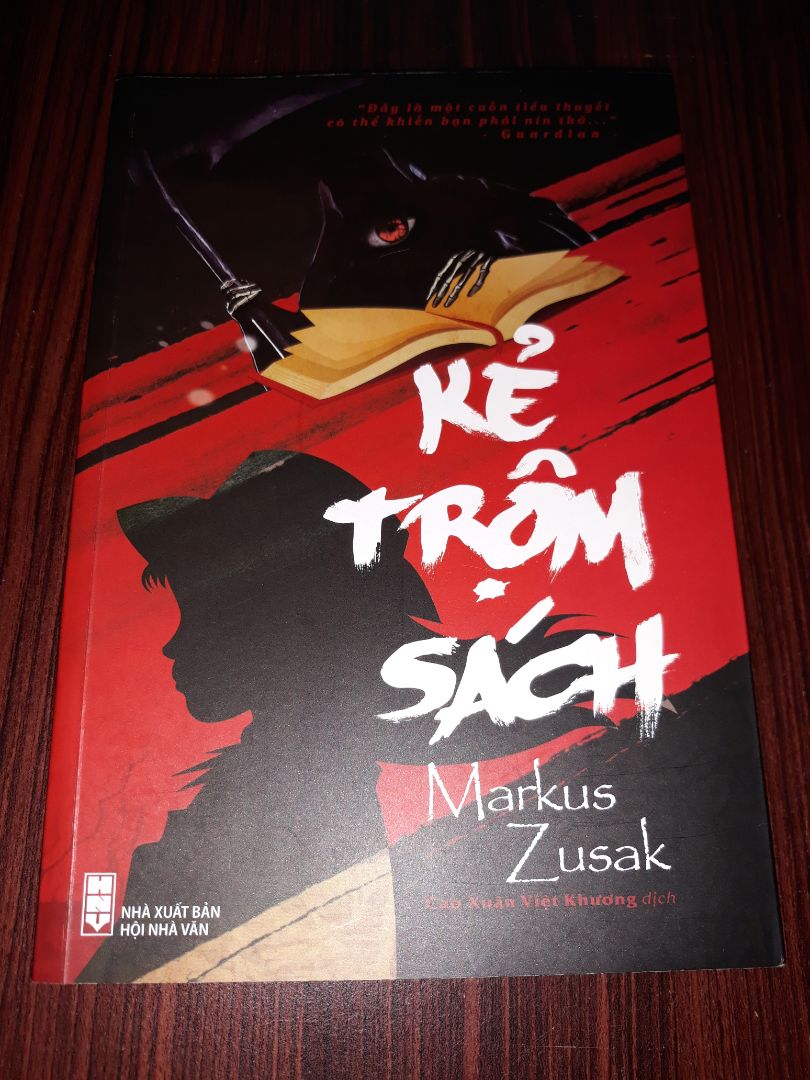 "Đây là một cuốn tiểu thuyết
có thể khiến bạn phải nín thở..."
- Guardian -
KẺ
TRỘM
SÁCH
Markus
Zusak
Cao Xuân Việt Khương dịch
HNV
NHÀ XUẤT BẢN
HỘI NHÀ VĂN